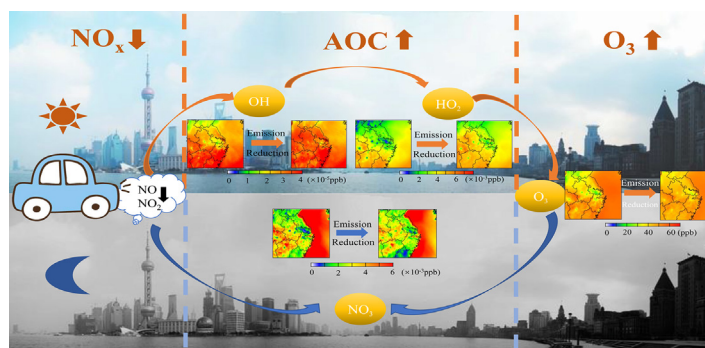 NOx ⬇
AOC ⬆
O3 ⬆
OH
HO2
Emission
Reduction
0 1 2 3 4 (×10-4ppb)
Emission
Reduction
0 2 4 6 8 (×10-3ppb)
NO
NO2
O3
Emission
Reduction
0 20 40 60 (ppb)
Emission
Reduction
0 2 4 6 (×10-3ppb)
NO3